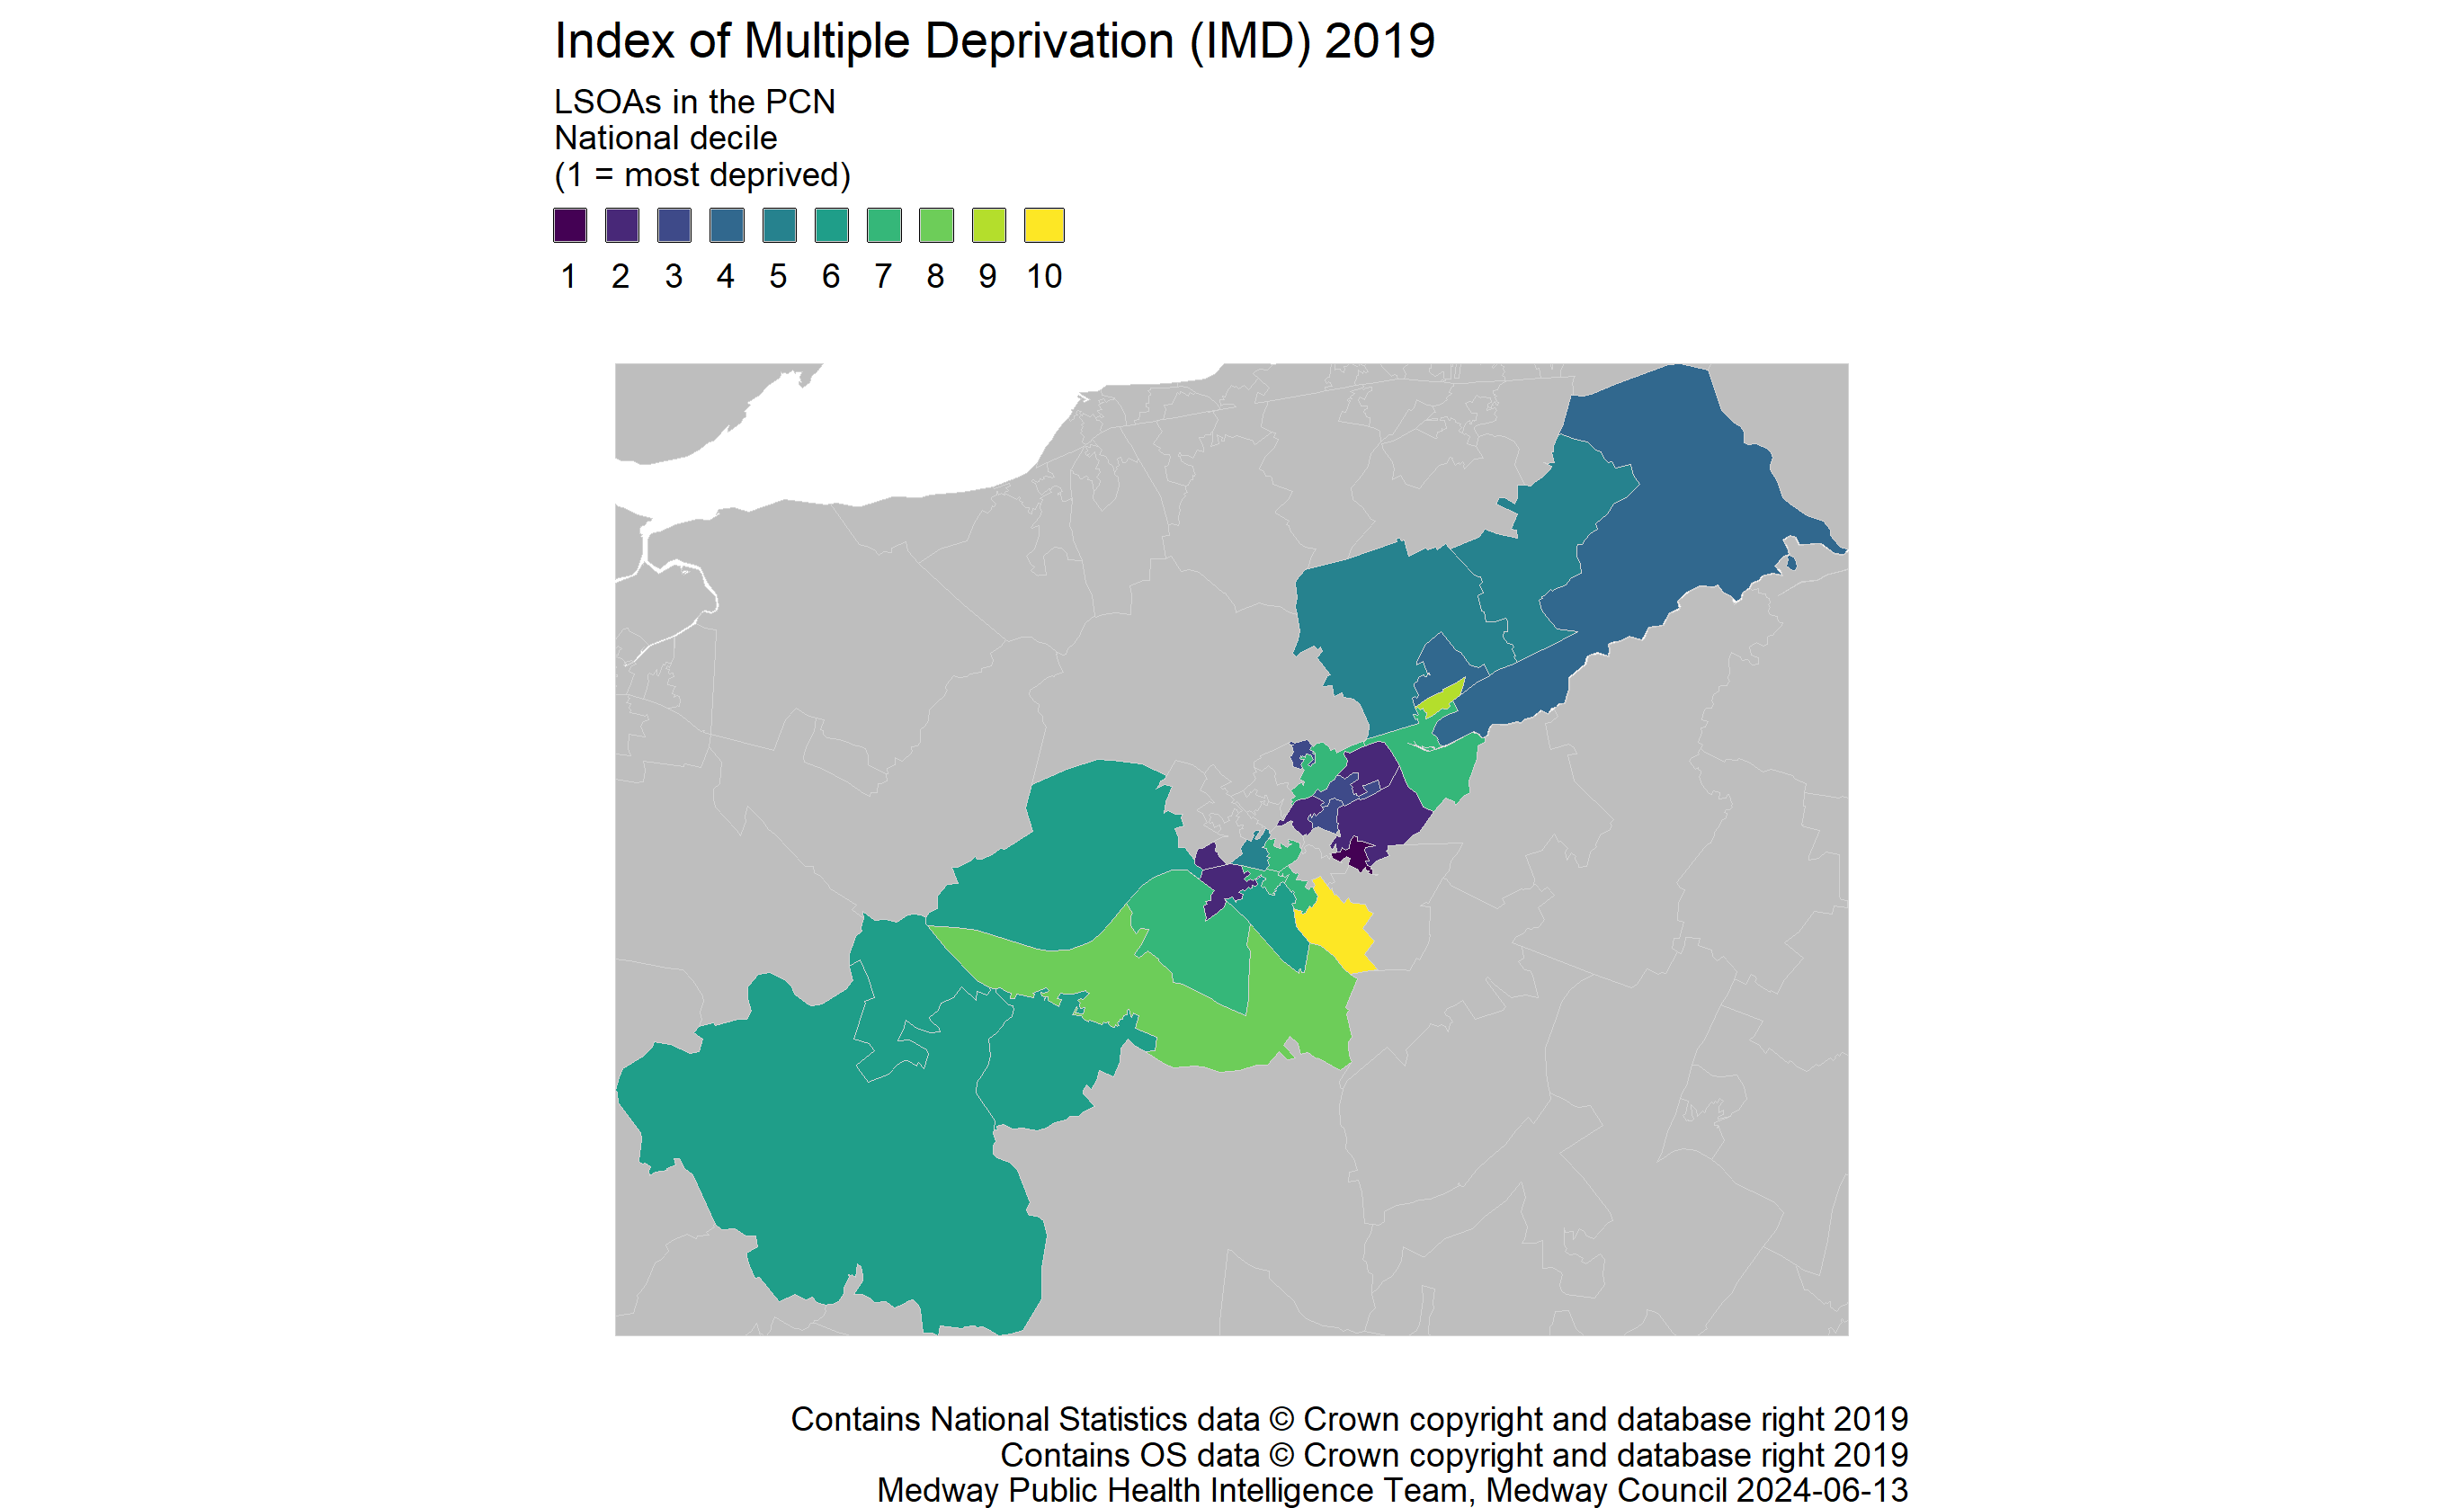 Index of Multiple Deprivation (IMD) 2019
LSOAs in the PCN
National decile
(1 = most deprived)
1 2 3 4 5 6 7 8 9 10
Contains National Statistics data © Crown copyright and database right 2019
Contains OS data © Crown copyright and database right 2019
Medway Public Health Intelligence Team, Medway Council 2024-06-13